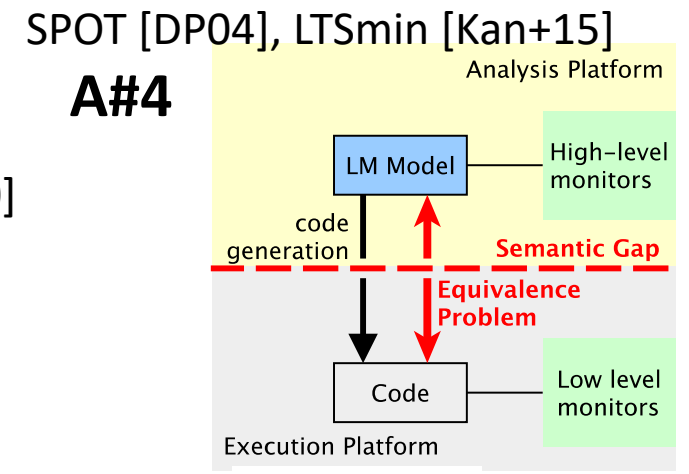 SPOT [DP04], LTSmin [Kan+15]
A#4
Analysis Platform
]
LM Model
High-level
monitors
code
generation
Semantic Gap
Equivalence
Problem
Code
Low level
monitors
Execution Platform